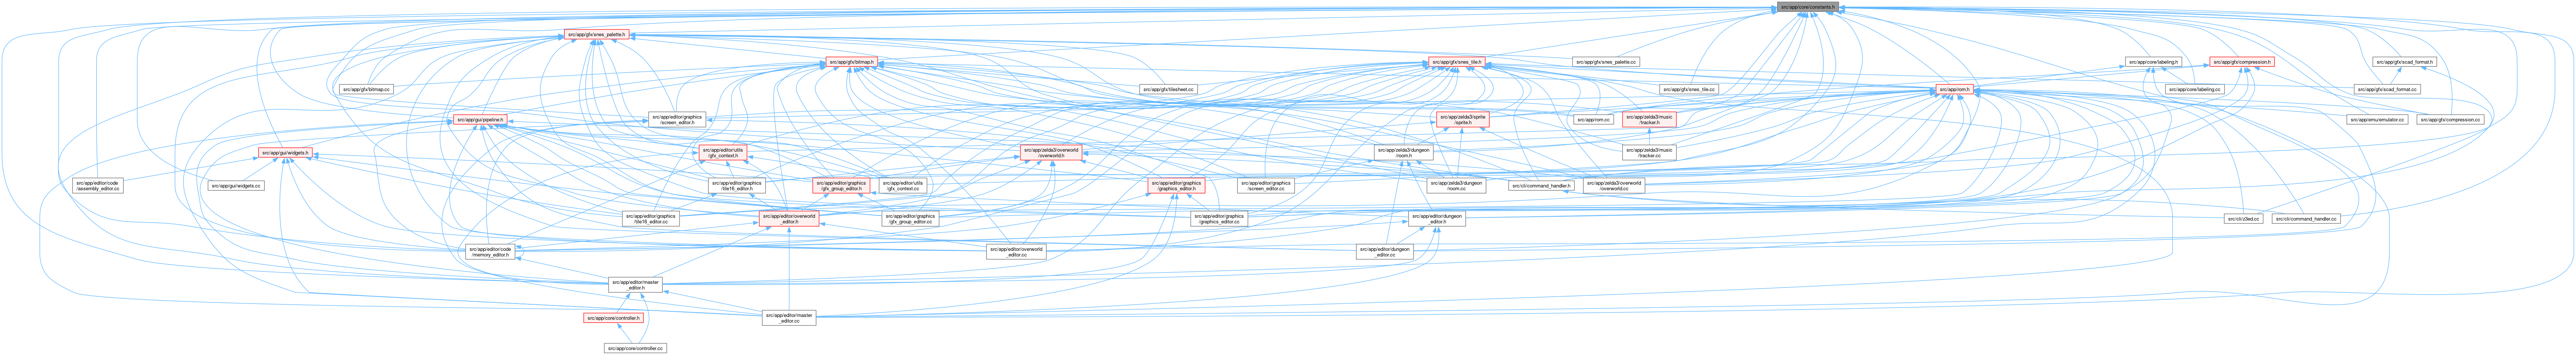 src/app/core/constants.h
src/app/gfx/snes_palette.h
src/app/gfx/bitmap.h
src/app/gfx/snes_tile.h
src/app/gfx/snes_palette.cc
src/app/core/labeling.h
src/app/gfx/compression.h
src/app/gfx/scad_format.h
src/app/gfx/bitmap.cc
src/app/gfx/tilesheet.cc
src/app/gfx/snes_tile.cc
src/app/rom.h
src/app/core/labeling.cc
src/app/gfx/scad_format.cc
src/app/gui/pipeline.h
src/app/editor/graphics
/screen_editor.h
src/app/zelda3/sprite
/sprite.h
src/app/rom.cc
src/app/zelda3/music
/tracker.h
src/app/emu/emulator.cc
src/app/gfx/compression.cc
src/app/gui/widgets.h
src/app/editor/utils
/gfx_context.h
src/app/zelda3/overworld
/overworld.h
src/app/zelda3/dungeon
/room.h
src/app/zelda3/music
/tracker.cc
src/app/editor/code
/assembly_editor.cc
src/app/gui/widgets.cc
src/app/editor/graphics
/tile16_editor.h
src/app/editor/graphics
/gfx_group_editor.h
src/app/editor/utils
/gfx_context.cc
src/app/editor/graphics
/graphics_editor.h
src/app/editor/graphics
/screen_editor.cc
src/app/zelda3/dungeon
/room.cc
src/cli/command_handler.h
src/app/zelda3/overworld
/overworld.cc
src/app/editor/graphics
/tile16_editor.cc
src/app/editor/overworld
_editor.h
src/app/editor/graphics
/gfx_group_editor.cc
src/app/editor/graphics
/graphics_editor.cc
src/app/editor/dungeon
_editor.h
src/cli/z3ed.cc
src/cli/command_handler.cc
src/app/editor/code
/memory_editor.h
src/app/editor/overworld
_editor.cc
src/app/editor/dungeon
_editor.cc
src/app/editor/master
_editor.h
src/app/core/controller.h
src/app/editor/master
_editor.cc
src/app/core/controller.cc